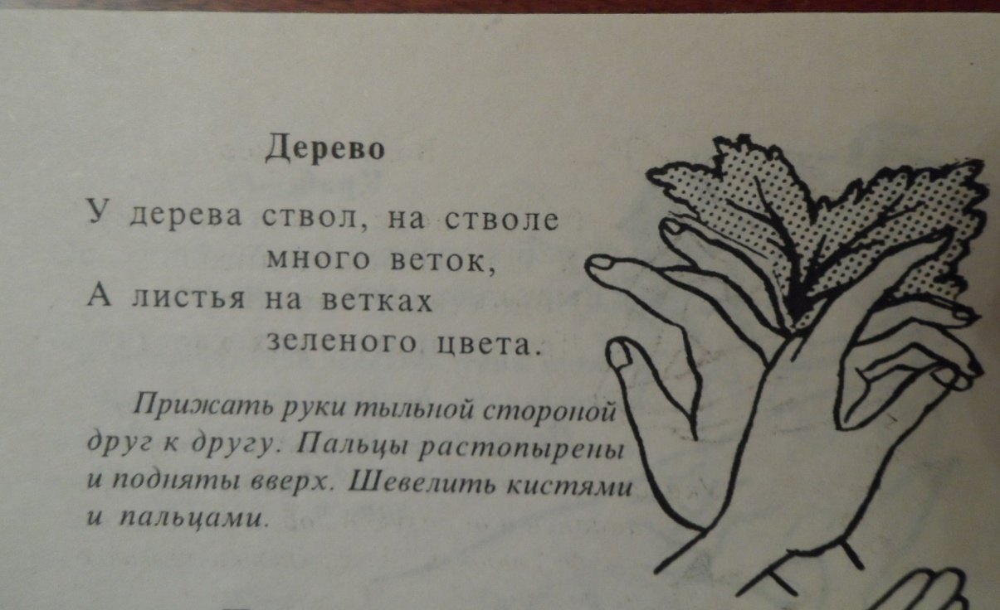 Дерево
У дерева ствол, на стволе
много веток,
А листья на ветках
зеленого цвета.
Прижать руки тыльной стороной
друг к другу. Пальцы растопырены
и подняты вверх. Шевелить кистями
и пальцами.